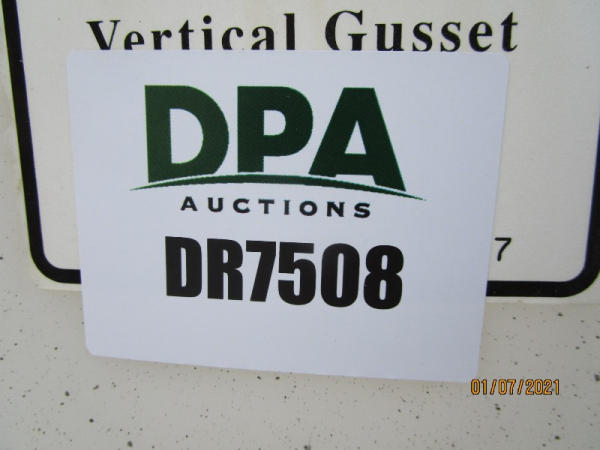 Vertical Gusset
DPA
AUCTIONS
7
DR7508
01/07/2021